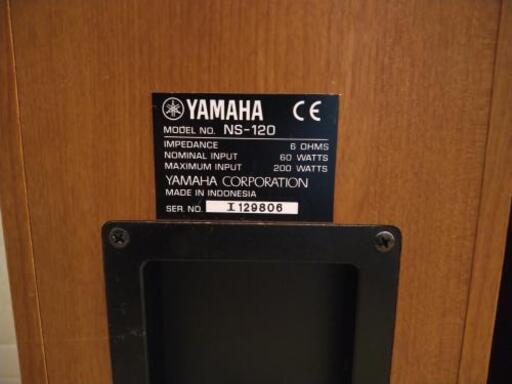 YAMAHA CE
MODEL NO. NS-120
IMPEDANCE 6 OHMS
NOMINAL INPUT 60 WATTS
MAXIMUM INPUT 200 WATTS
YAMAHA CORPORATION
MADE IN INDONESIA
SER. NO. I 129806